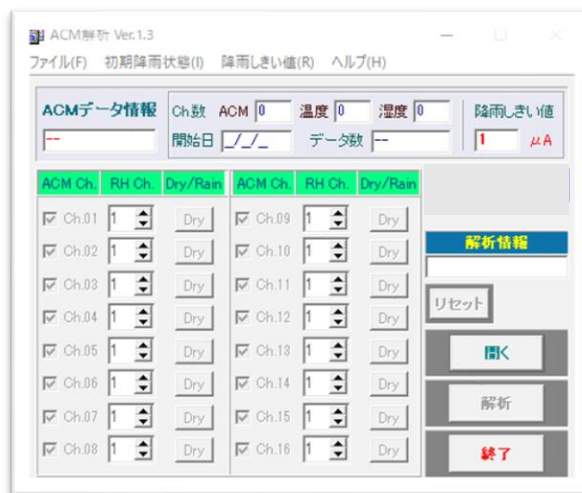 ACM解析 Ver.1.3
ファイル(F) 初期降雨状態(I) 降雨しきい値(R) ヘルプ(H)
ACMデータ情報 Ch.数 ACM 0 温度 0 湿度 0 降雨しきい値
-- 開始日 _/_/_ データ数 -- 1 μA
ACM Ch. RH Ch. Dry/Rain ACM Ch. RH Ch. Dry/Rain
Ch.01 1 Dry Ch.09 1 Dry
Ch.02 1 Dry Ch.10 1 Dry
Ch.03 1 Dry Ch.11 1 Dry
Ch.04 1 Dry Ch.12 1 Dry
Ch.05 1 Dry Ch.13 1 Dry
Ch.06 1 Dry Ch.14 1 Dry
Ch.07 1 Dry Ch.15 1 Dry
Ch.08 1 Dry Ch.16 1 Dry
解析情報
リセット
開く
解析
終了